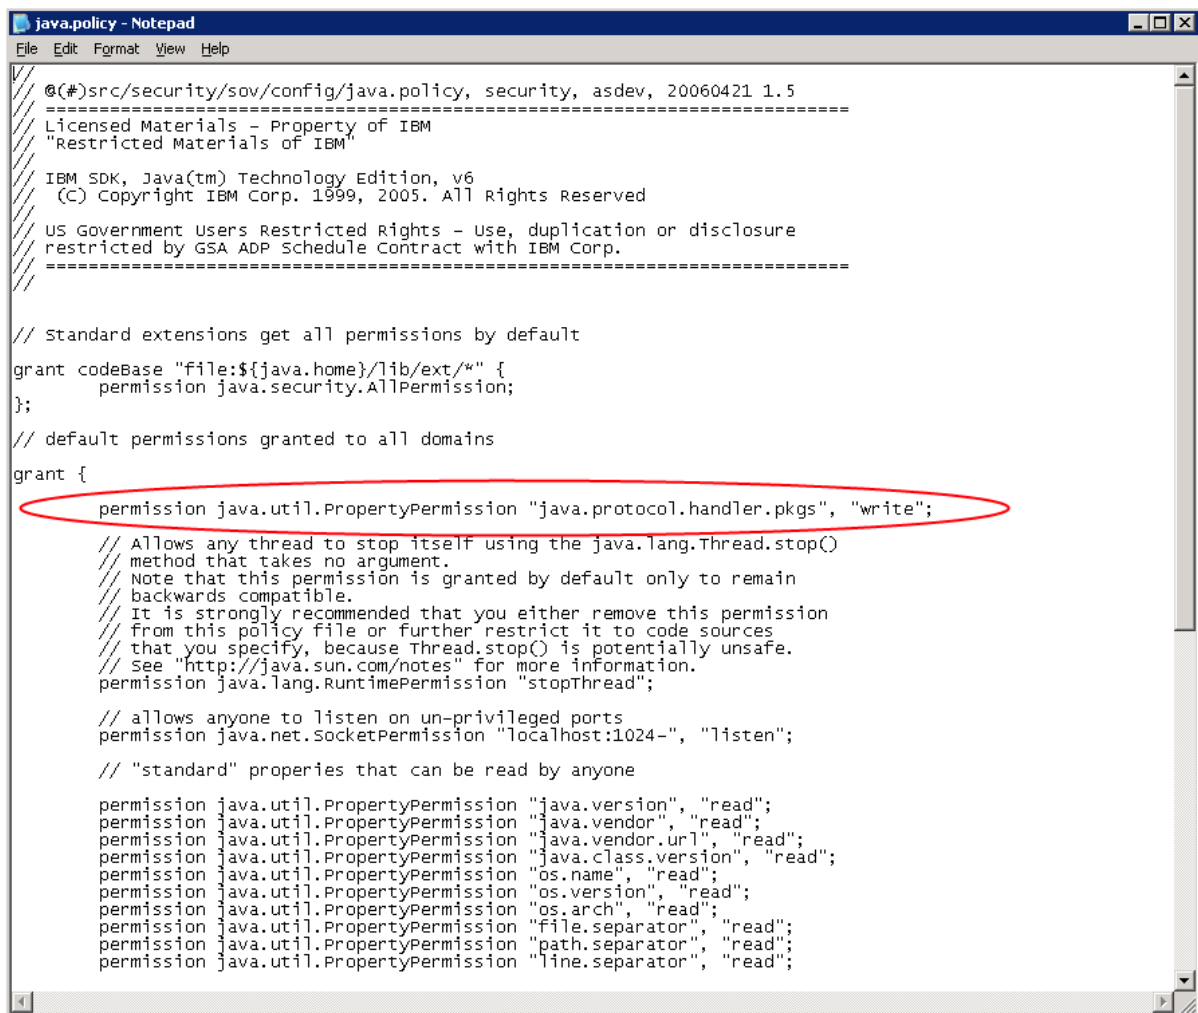 java.policy - Notepad
File Edit Format View Help
//
// @(#)src/security/sov/config/java.policy, security, asdev, 20060421 1.5
// ===========================================================================
// Licensed Materials - Property of IBM
// "Restricted Materials of IBM"
//
// IBM SDK, Java(tm) Technology Edition, v6
// (C) Copyright IBM Corp. 1999, 2005. All Rights Reserved
//
// US Government Users Restricted Rights - Use, duplication or disclosure
// restricted by GSA ADP Schedule Contract with IBM Corp.
// ===========================================================================
//
// Standard extensions get all permissions by default
grant codeBase "file:${java.home}/lib/ext/*" {
permission java.security.AllPermission;
};
// default permissions granted to all domains
grant {
permission java.util.PropertyPermission "java.protocol.handler.pkgs", "write";
// Allows any thread to stop itself using the java.lang.Thread.stop()
// method that takes no argument.
// Note that this permission is granted by default only to remain
// backwards compatible.
// It is strongly recommended that you either remove this permission
// from this policy file or further restrict it to code sources
// that you specify, because Thread.stop() is potentially unsafe.
// See "http://java.sun.com/notes" for more information.
permission java.lang.RuntimePermission "stopThread";
// allows anyone to listen on un-privileged ports
permission java.net.SocketPermission "localhost:1024-", "listen";
// "standard" properies that can be read by anyone
permission java.util.PropertyPermission "java.version", "read";
permission java.util.PropertyPermission "java.vendor", "read";
permission java.util.PropertyPermission "java.vendor.url", "read";
permission java.util.PropertyPermission "java.class.version", "read";
permission java.util.PropertyPermission "os.name", "read";
permission java.util.PropertyPermission "os.version", "read";
permission java.util.PropertyPermission "os.arch", "read";
permission java.util.PropertyPermission "file.separator", "read";
permission java.util.PropertyPermission "path.separator", "read";
permission java.util.PropertyPermission "line.separator", "read";